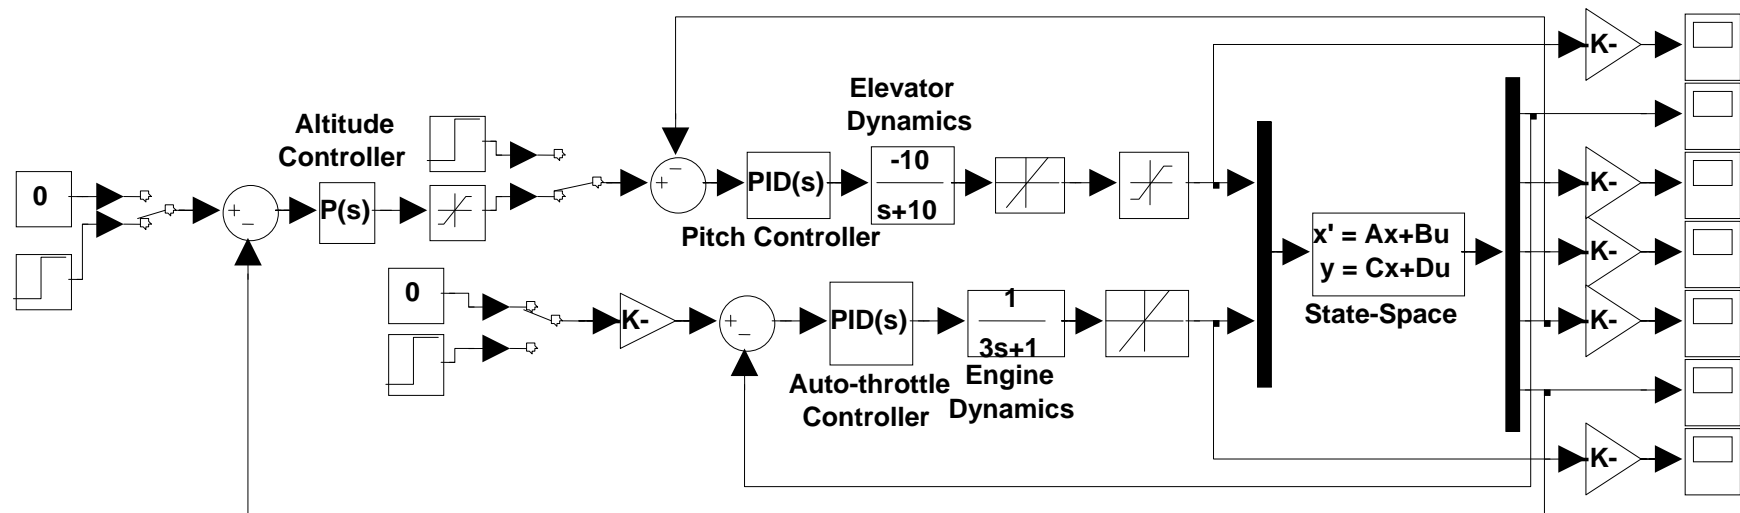 K-
Elevator
Dynamics
Altitude
Controller
-10
s+10
0
+
−
P(s)
+
−
PID(s)
Pitch Controller
x' = Ax+Bu
y = Cx+Du
State-Space
K-
K-
K-
0
K-
+
−
PID(s)
1
3s+1
Auto-throttle
Controller
Engine
Dynamics
K-